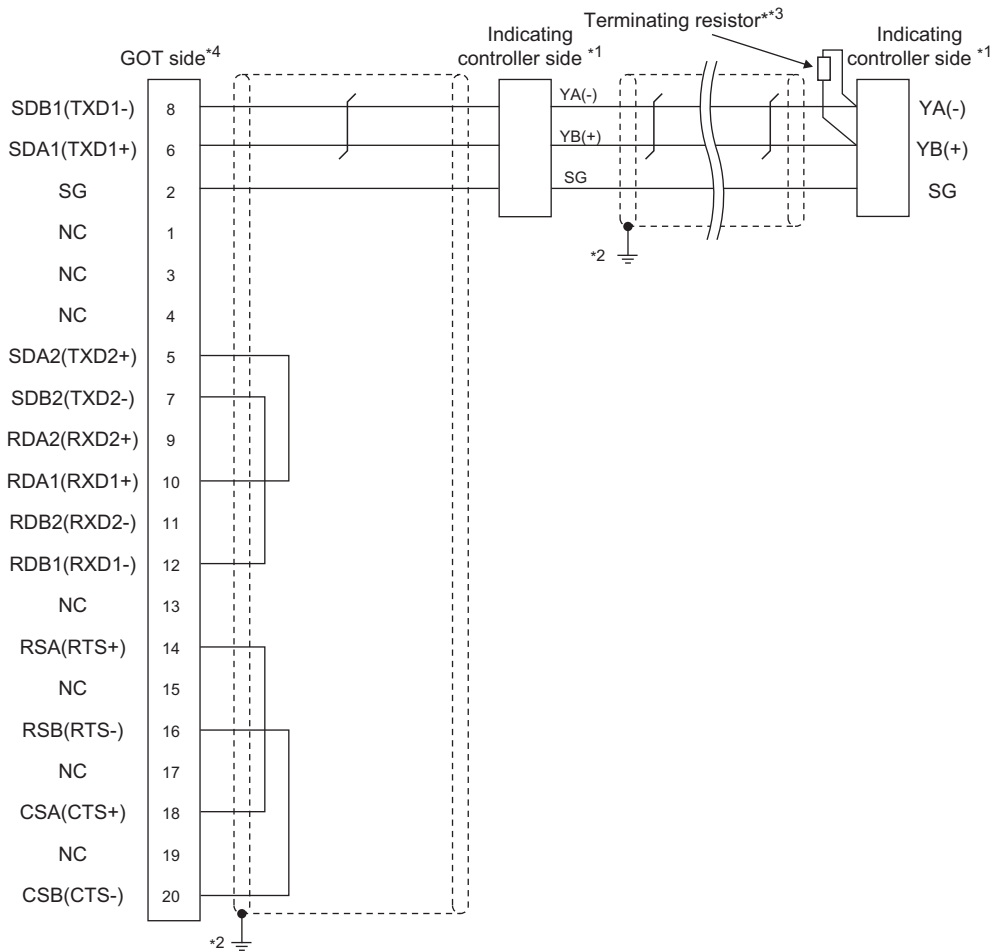 Terminating resistor**3
GOT side*4
Indicating
controller side *1
Indicating
controller side *1
SDB1(TXD1-) 8 YA(-) YA(-)
SDA1(TXD1+) 6 YB(+) YB(+)
SG 2 SG SG
NC 1
*2
NC 3
NC 4
SDA2(TXD2+) 5
SDB2(TXD2-) 7
RDA2(RXD2+) 9
RDA1(RXD1+) 10
RDB2(RXD2-) 11
RDB1(RXD1-) 12
NC 13
RSA(RTS+) 14
NC 15
RSB(RTS-) 16
NC 17
CSA(CTS+) 18
NC 19
CSB(CTS-) 20
*2